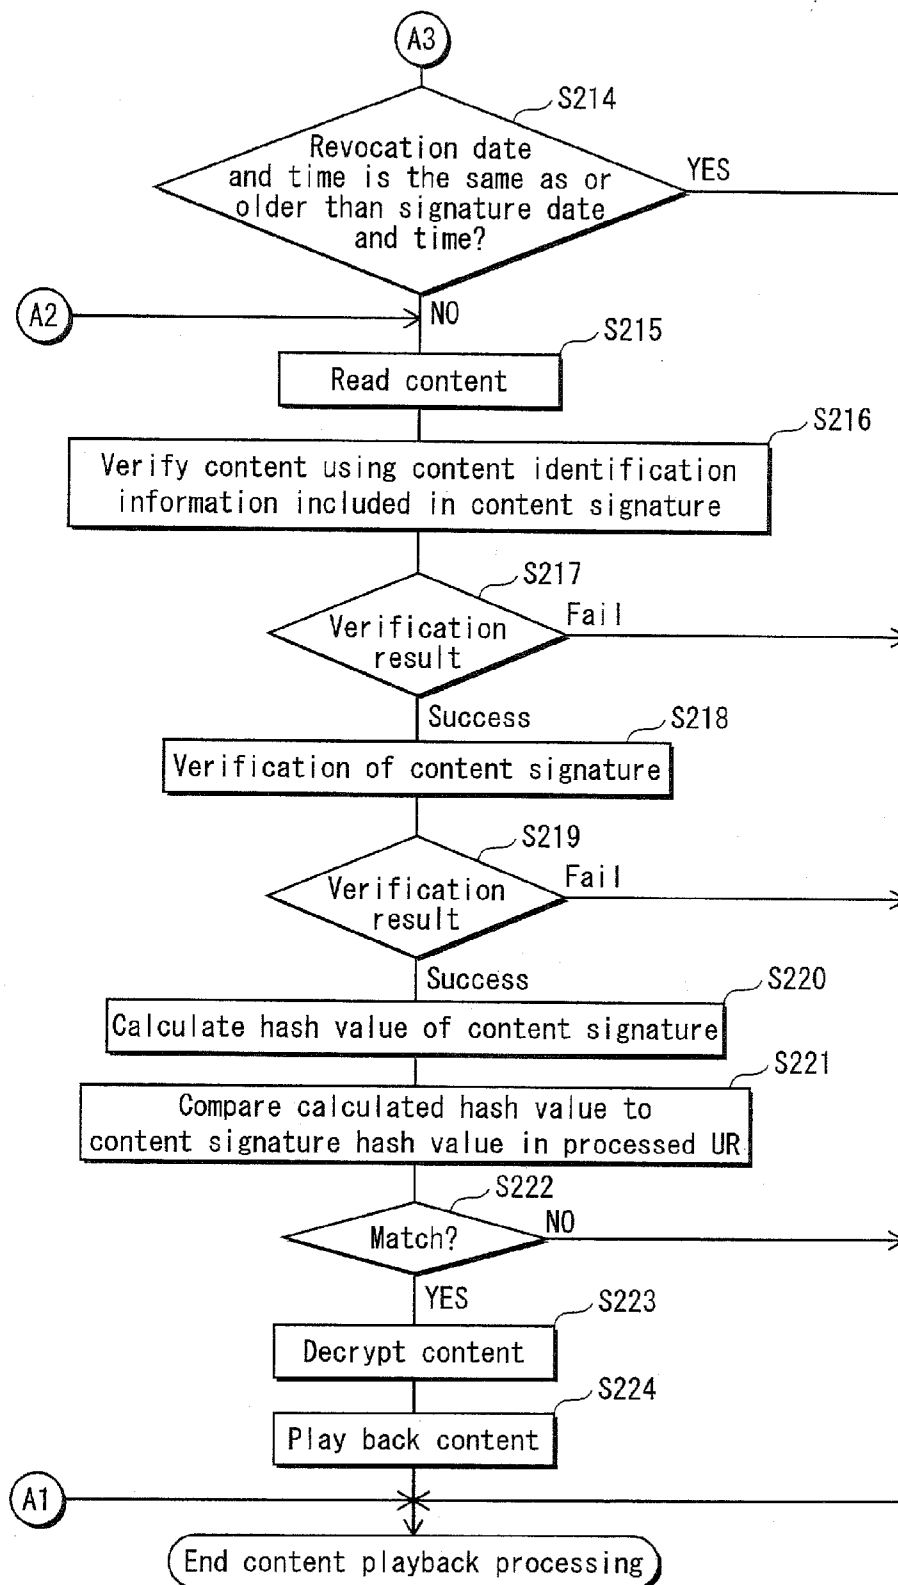 A3
S214
Revocation date
and time is the same as or
older than signature date
and time?
YES
A2
NO
S215
Read content
S216
Verify content using content identification
information included in content signature
S217
Verification
result
Fail
Success
S218
Verification of content signature
S219
Verification
result
Fail
Success
S220
Calculate hash value of content signature
S221
Compare calculated hash value to
content signature hash value in processed UR
S222
Match?
NO
YES
S223
Decrypt content
S224
Play back content
A1
End content playback processing